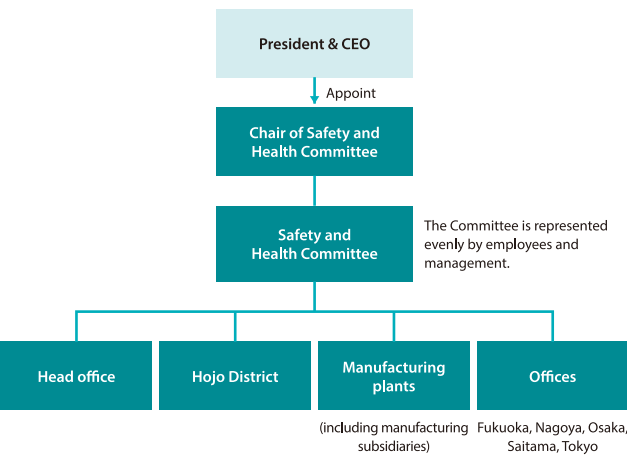 President & CEO
Appoint
Chair of Safety and
Health Committee
Safety and
Health Committee
The Committee is represented
evenly by employees and
management.
Head office
Hojo District
Manufacturing
plants
(including manufacturing
subsidiaries)
Offices
Fukuoka, Nagoya, Osaka,
Saitama, Tokyo